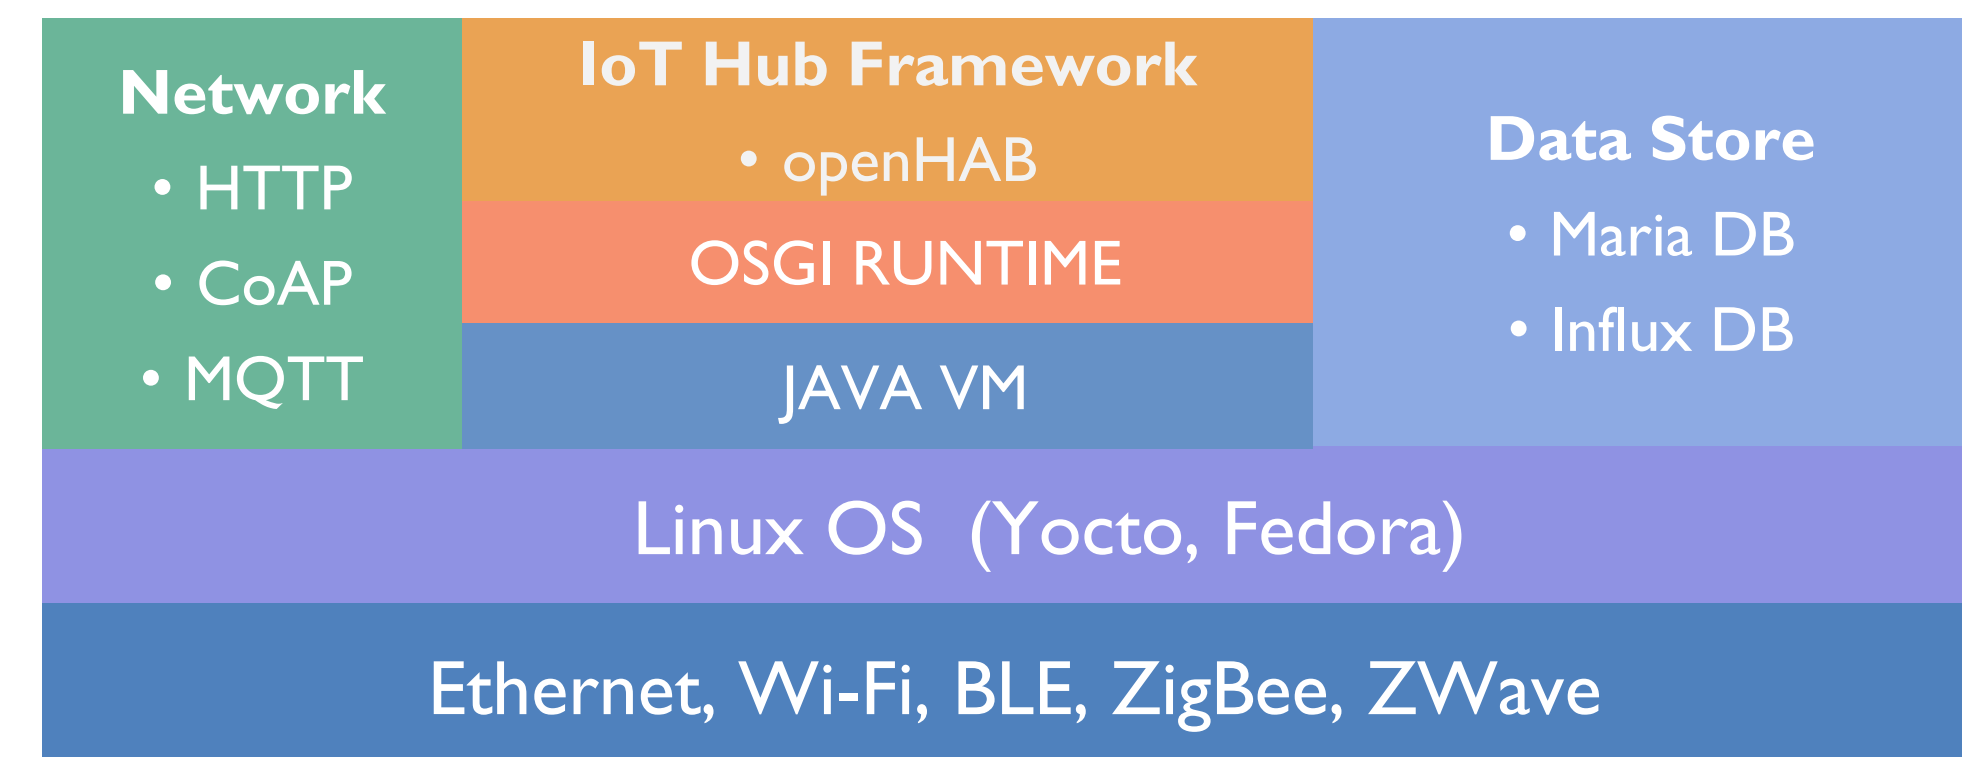 Network
• HTTP
• CoAP
• MQTT
IoT Hub Framework
• openHAB
OSGI RUNTIME
JAVA VM
Data Store
• Maria DB
• Influx DB
Linux OS (Yocto, Fedora)
Ethernet, Wi-Fi, BLE, ZigBee, ZWave